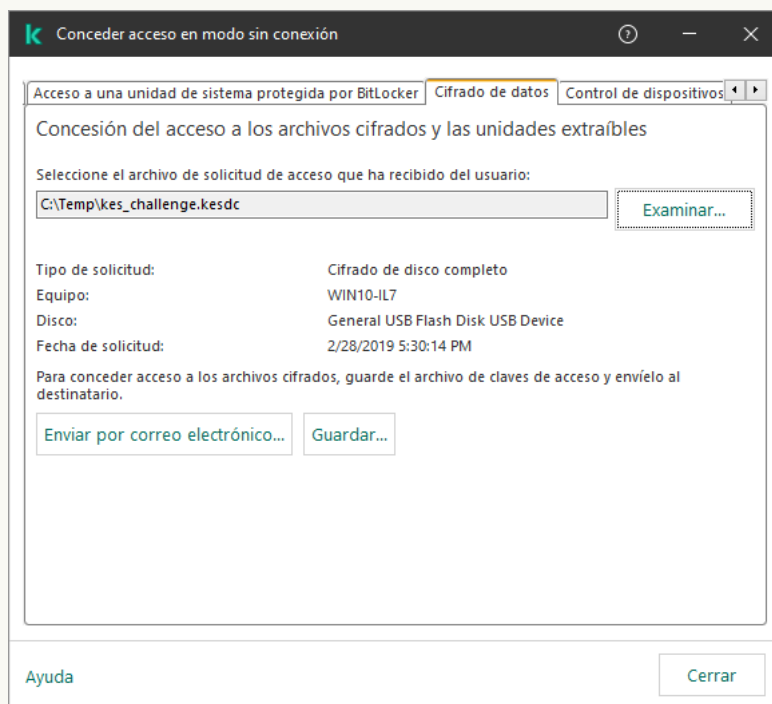 Conceder acceso en modo sin conexión
Acceso a una unidad de sistema protegida por BitLocker Cifrado de datos Control de dispositivos
Concesión del acceso a los archivos cifrados y las unidades extraíbles
Seleccione el archivo de solicitud de acceso que ha recibido del usuario:
C:\Temp\kes_challenge.kesdc Examinar...
Tipo de solicitud: Cifrado de disco completo
Equipo: WIN10-IL7
Disco: General USB Flash Disk USB Device
Fecha de solicitud: 2/28/2019 5:30:14 PM
Para conceder acceso a los archivos cifrados, guarde el archivo de claves de acceso y envíelo al
destinatario.
Enviar por correo electrónico... Guardar...
Ayuda Cerrar